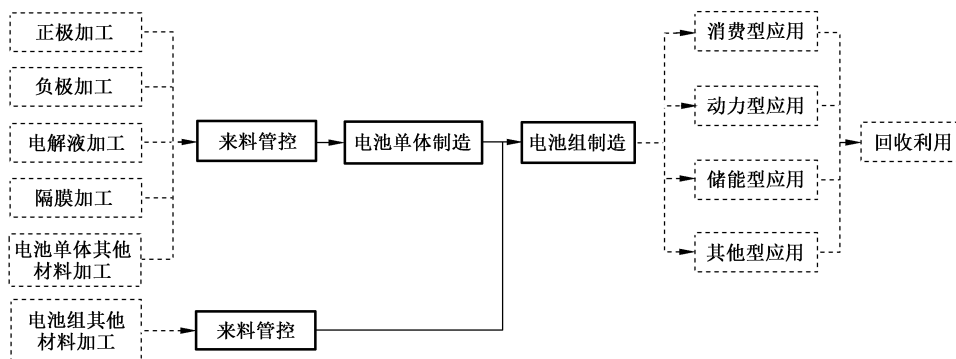 正极加工
负极加工
电解液加工
隔膜加工
电池单体其他
材料加工
电池组其他
材料加工
来料管控
来料管控
电池单体制造
电池组制造
消费型应用
动力型应用
储能型应用
其他型应用
回收利用